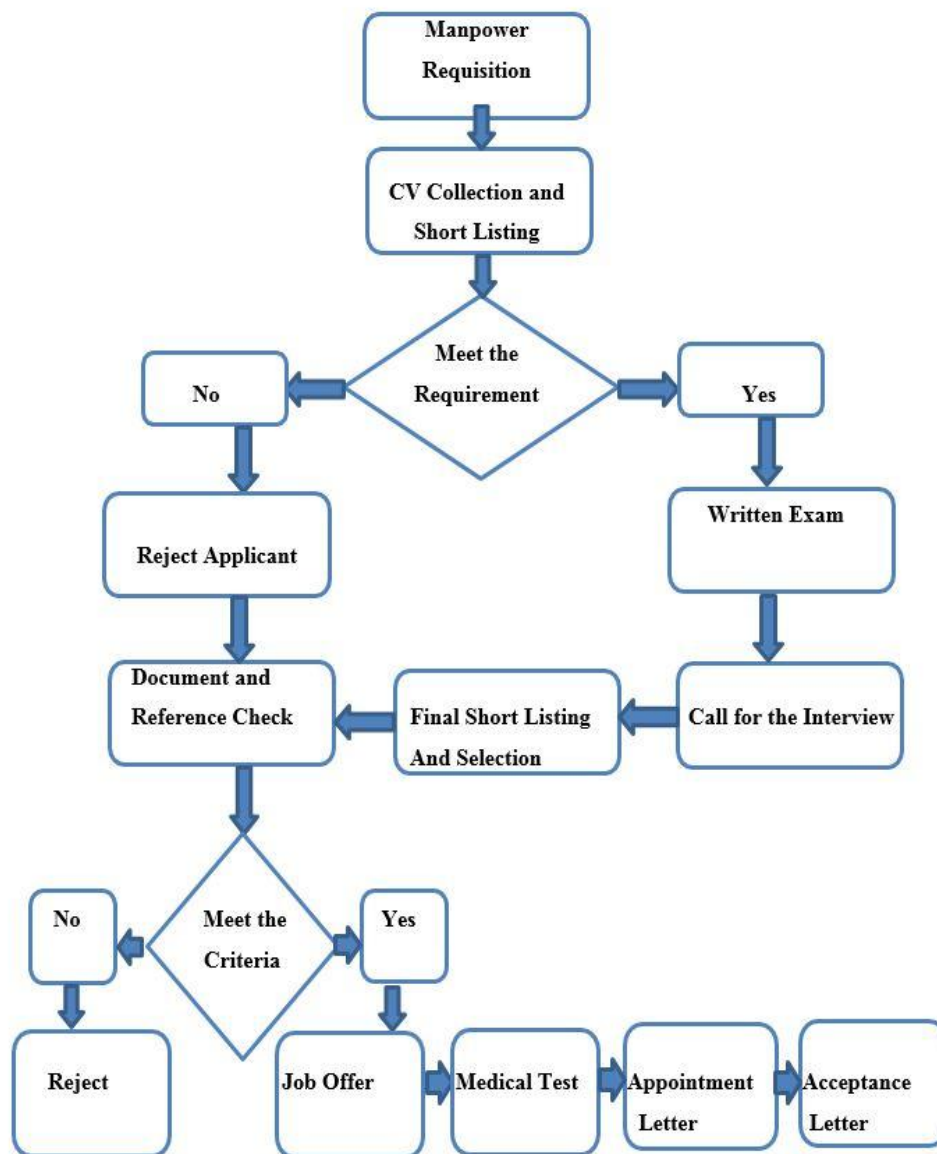 Manpower
Requisition
CV Collection and
Short Listing
Meet the
Requirement
No
Yes
Reject Applicant
Written Exam
Document and
Reference Check
Final Short Listing
And Selection
Call for the Interview
No
Meet the
Criteria
Yes
Reject
Job Offer
Medical Test
Appointment
Letter
Acceptance
Letter